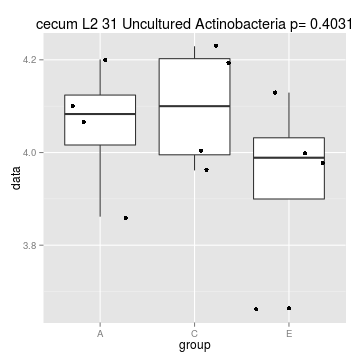 cecum L2 31 Uncultured Actinobacteria p= 0.4031
4.2
4.0
3.8
data
A C E
group